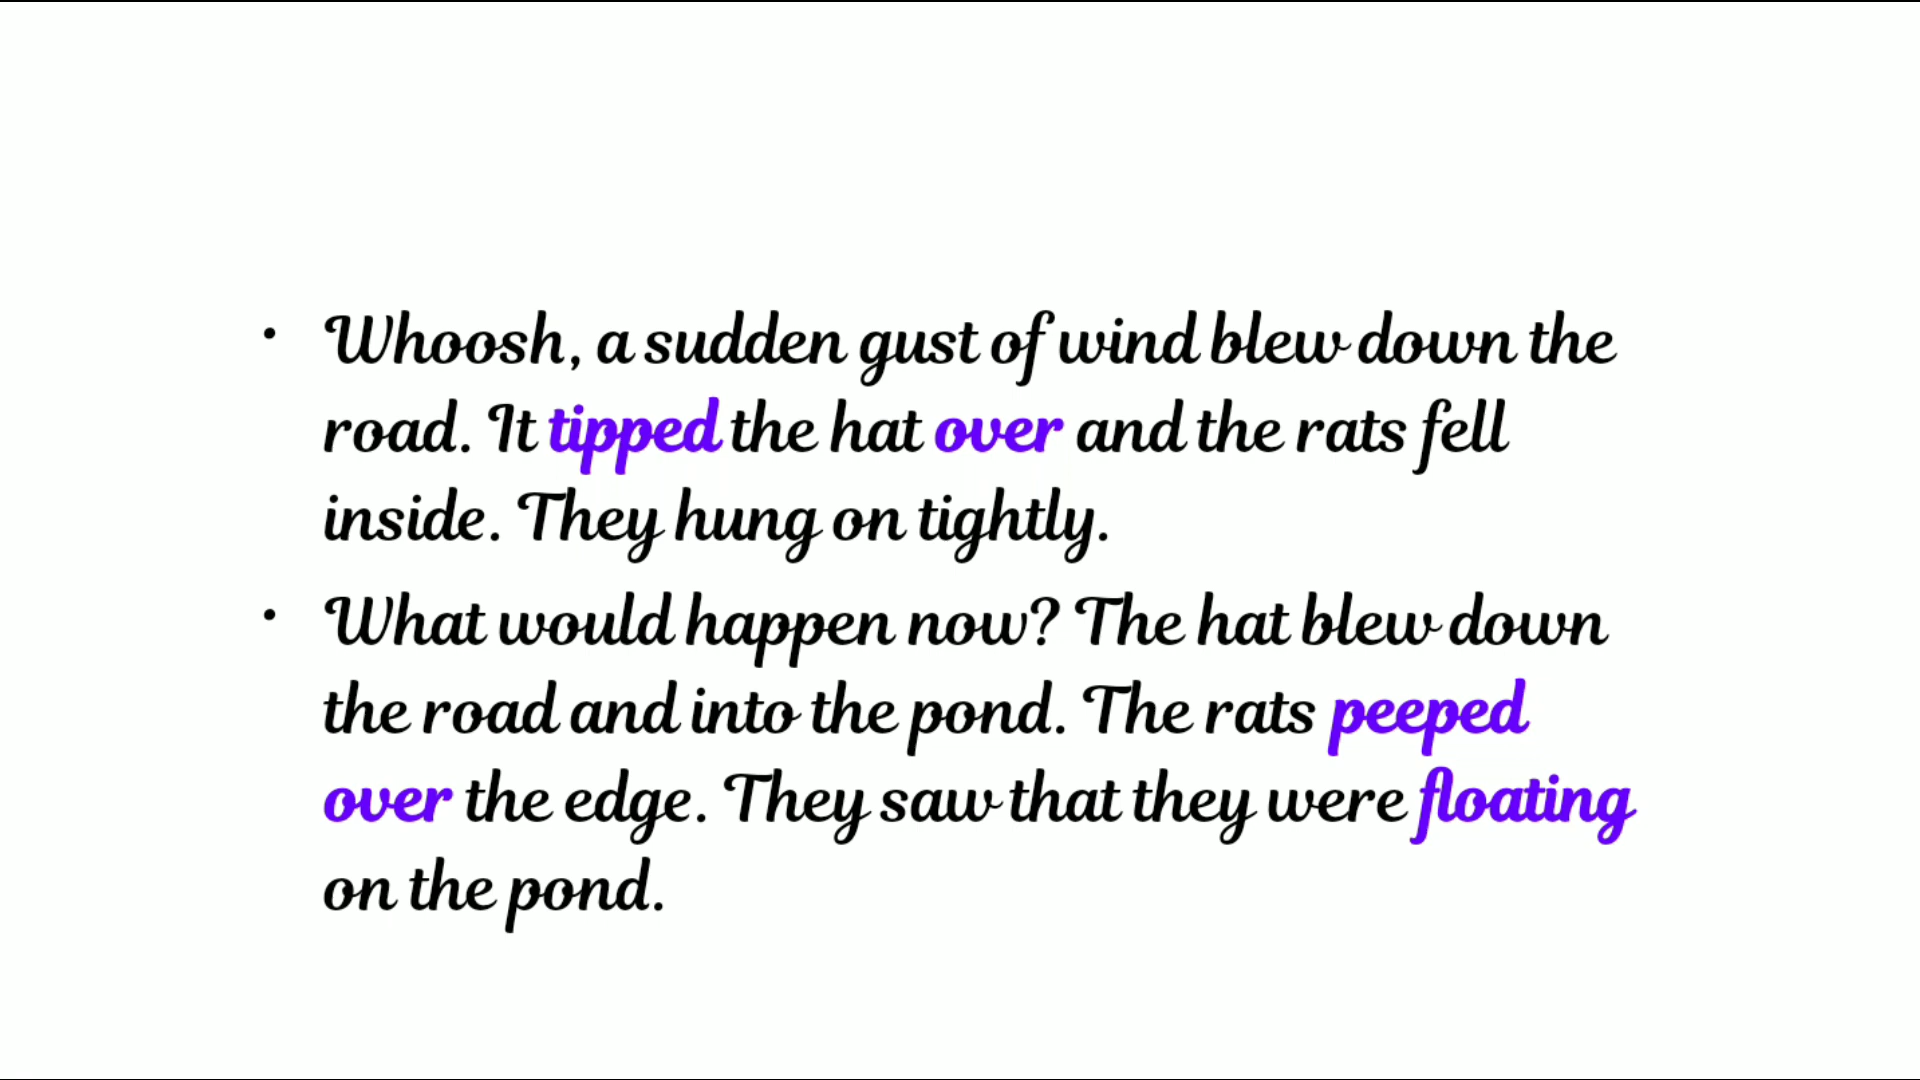 • Whoosh, a sudden gust of wind blew down the
road. It tipped the hat over and the rats fell
inside. They hung on tightly.
• What would happen now? The hat blew down
the road and into the pond. The rats peeped
over the edge. They saw that they were floating
on the pond.